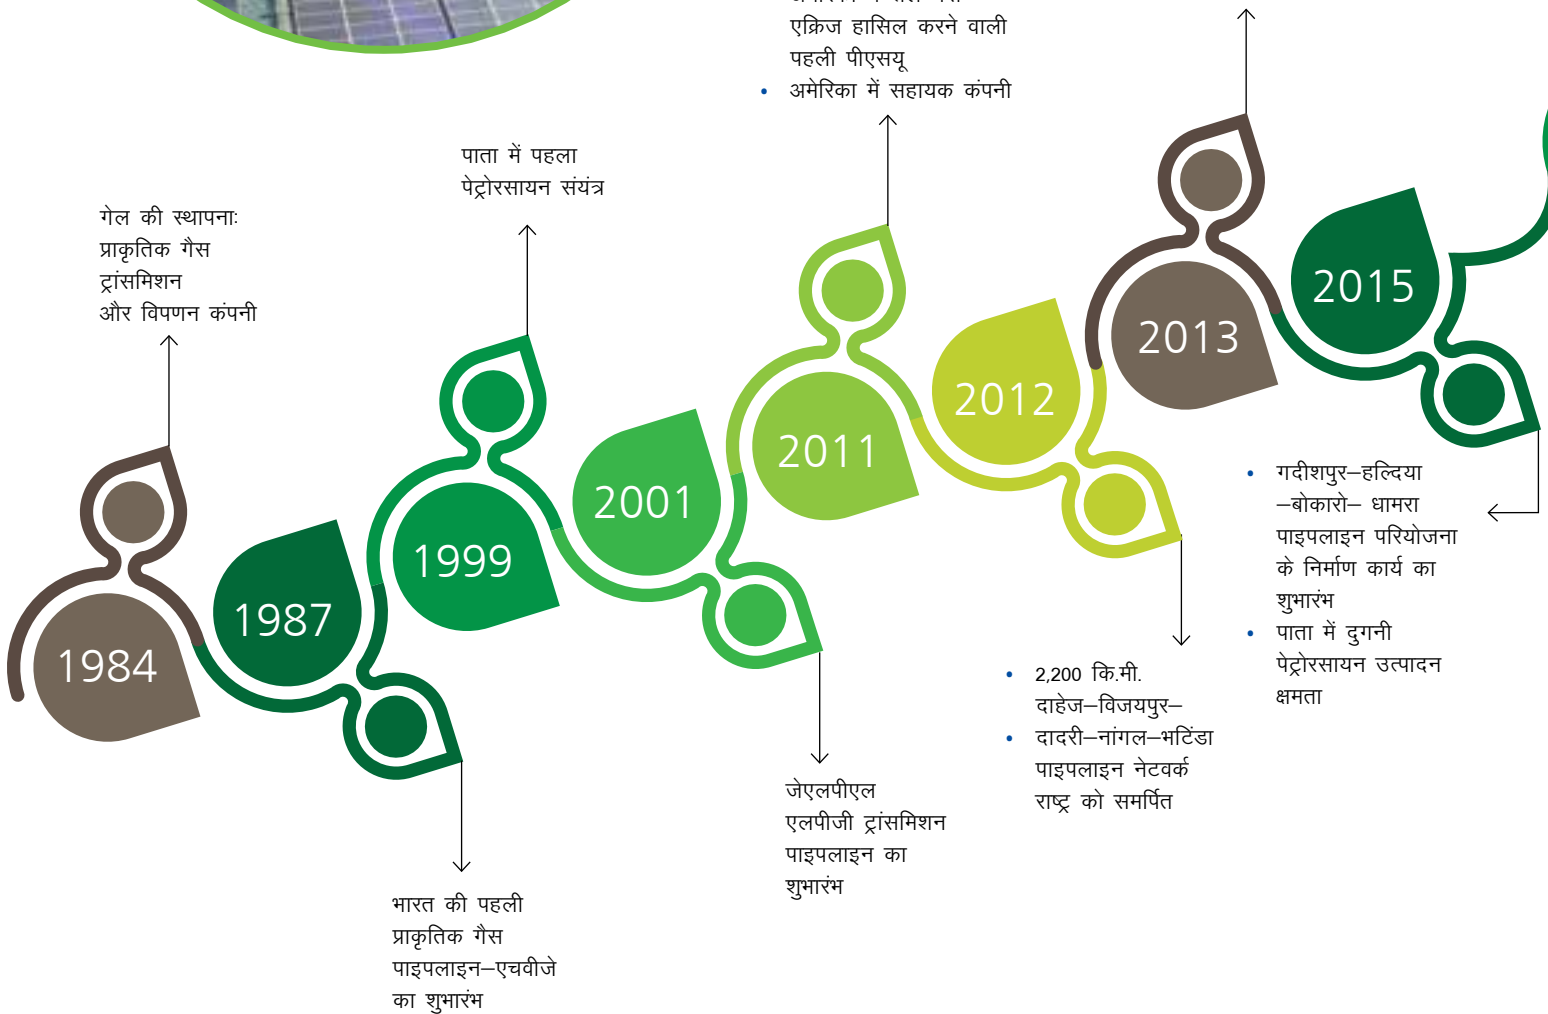 एक्रिज हासिल करने वाली
पहली पीएसयू
• अमेरिका में सहायक कंपनी
पाता में पहला
पेट्रोरसायन संयंत्र
गेल की स्थापनाः
प्राकृतिक गैस
ट्रांसमिशन
और विपणन कंपनी
2015
2013
2012
2011
2001
1999
1987
1984
• गदीशपुर–हल्दिया
–बोकारो– धामरा
पाइपलाइन परियोजना
के निर्माण कार्य का
शुभारंभ
• पाता में दुगनी
पेट्रोरसायन उत्पादन
क्षमता
• 2,200 कि.मी.
दाहेज–विजयपुर–
• दादरी–नांगल–भटिंडा
पाइपलाइन नेटवर्क
राष्ट्र को समर्पित
जेएलपीएल
एलपीजी ट्रांसमिशन
पाइपलाइन का
शुभारंभ
भारत की पहली
प्राकृतिक गैस
पाइपलाइन–एचवीजे
का शुभारंभ